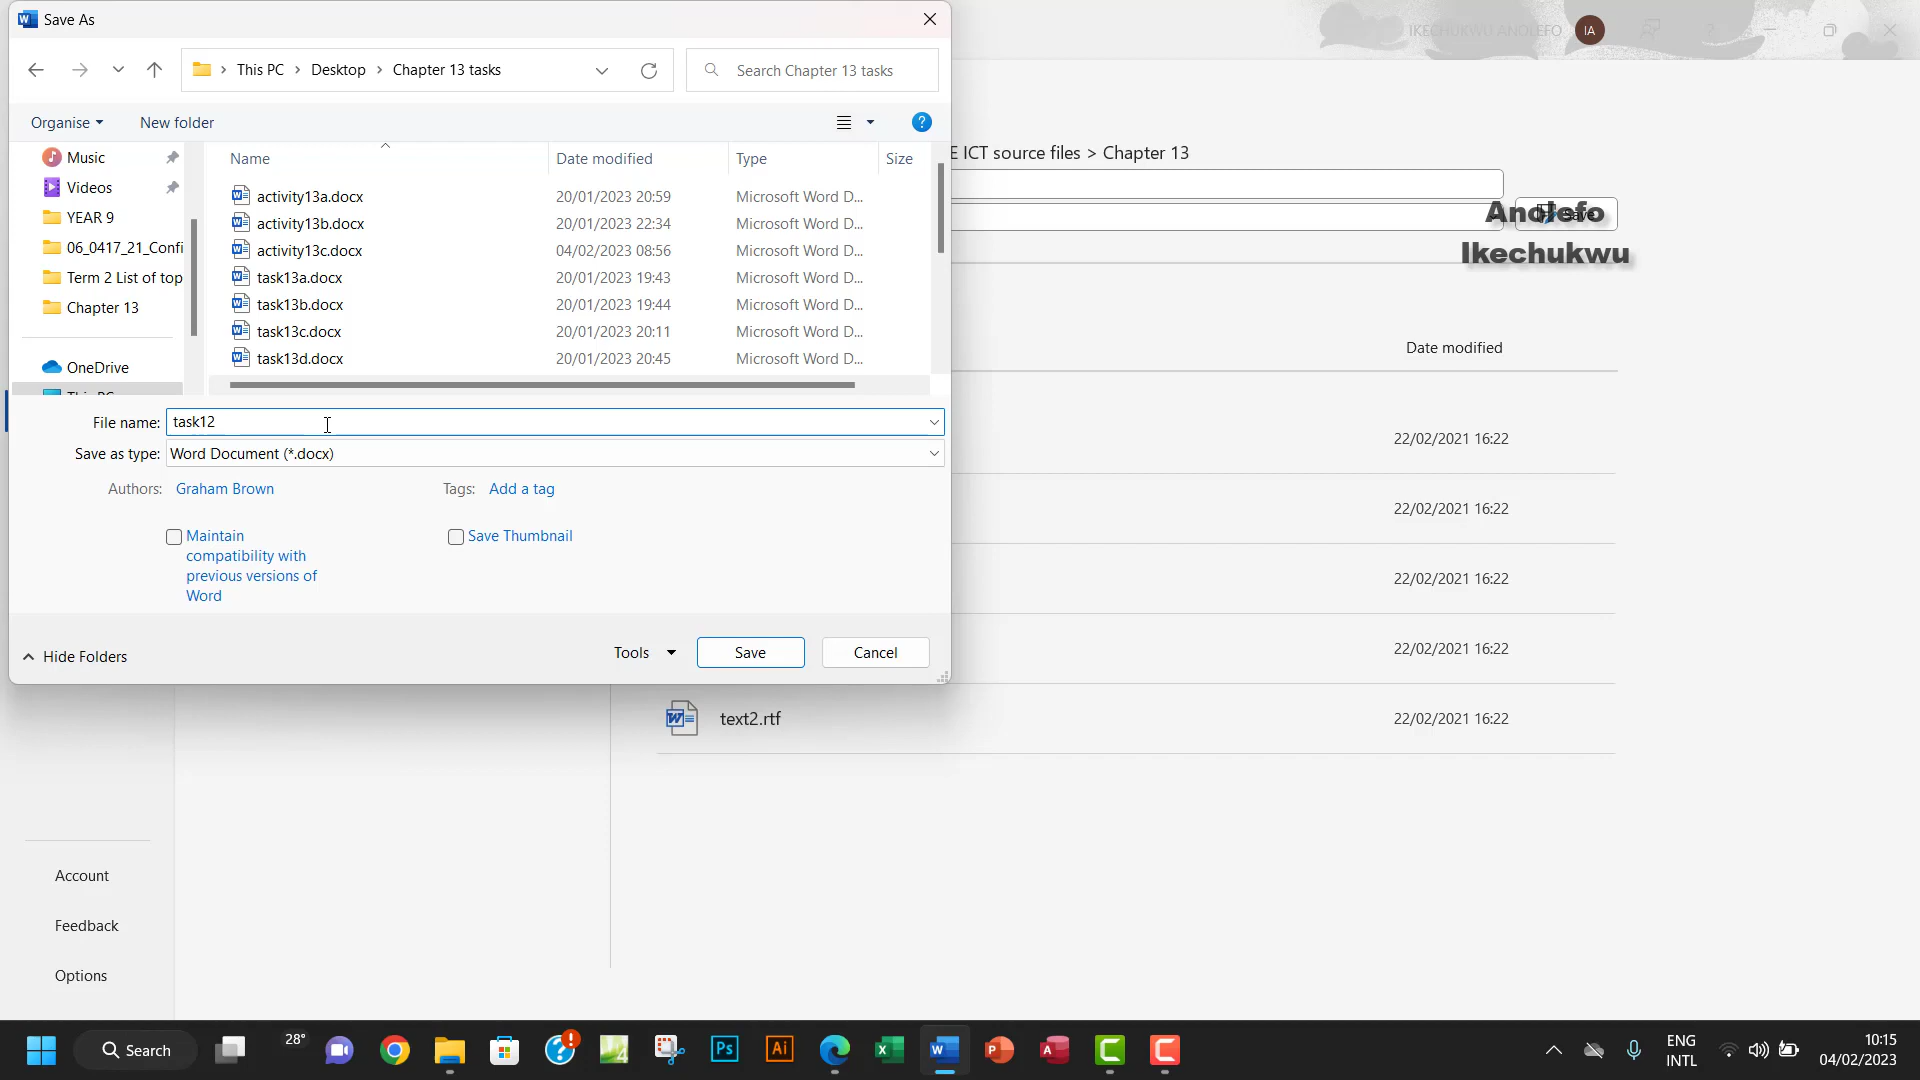 Save As
IKECHUKWU ANOLEFO IA
This PC > Desktop > Chapter 13 tasks
Search Chapter 13 tasks
Organise
New folder
E ICT source files > Chapter 13
Name
Date modified
Type
Size
Music
Videos
YEAR 9
06_0417_21_Confi
Term 2 List of top
Chapter 13
OneDrive
This PC
activity13a.docx 20/01/2023 20:59 Microsoft Word D...
activity13b.docx 20/01/2023 22:34 Microsoft Word D...
activity13c.docx 04/02/2023 08:56 Microsoft Word D...
task13a.docx 20/01/2023 19:43 Microsoft Word D...
task13b.docx 20/01/2023 19:44 Microsoft Word D...
task13c.docx 20/01/2023 20:11 Microsoft Word D...
task13d.docx 20/01/2023 20:45 Microsoft Word D...
Anolefo
Ikechukwu
Save
Date modified
File name: task12
Save as type: Word Document (*.docx)
Authors: Graham Brown
Tags: Add a tag
Maintain
compatibility with
previous versions of
Word
Save Thumbnail
Hide Folders
Tools
Save
Cancel
22/02/2021 16:22
22/02/2021 16:22
22/02/2021 16:22
22/02/2021 16:22
text2.rtf 22/02/2021 16:22
Account
Feedback
Options
Search
28°
ENG
INTL
10:15
04/02/2023